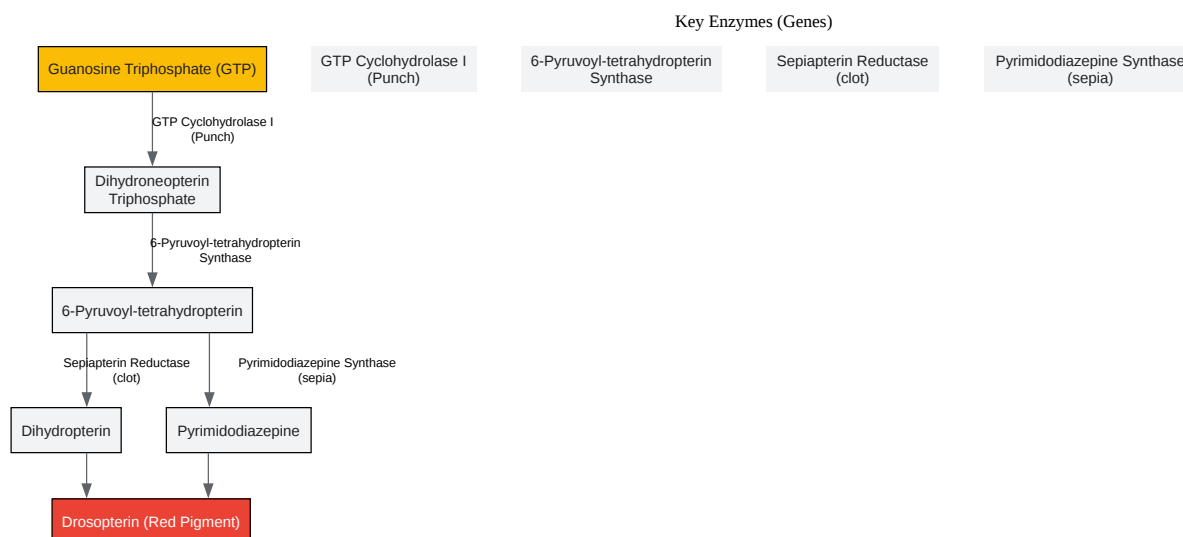 Key Enzymes (Genes)
Guanosine Triphosphate (GTP)
GTP Cyclohydrolase I
(Punch)
6-Pyruvoyl-tetrahydropterin
Synthase
Sepiapterin Reductase
(clot)
Pyrimidodiazepine Synthase
(sepia)
GTP Cyclohydrolase I
(Punch)
Dihydroneopterin
Triphosphate
6-Pyruvoyl-tetrahydropterin
Synthase
6-Pyruvoyl-tetrahydropterin
Sepiapterin Reductase
(clot)
Pyrimidodiazepine Synthase
(sepia)
Dihydropterin
Pyrimidodiazepine
Drosopterin (Red Pigment)